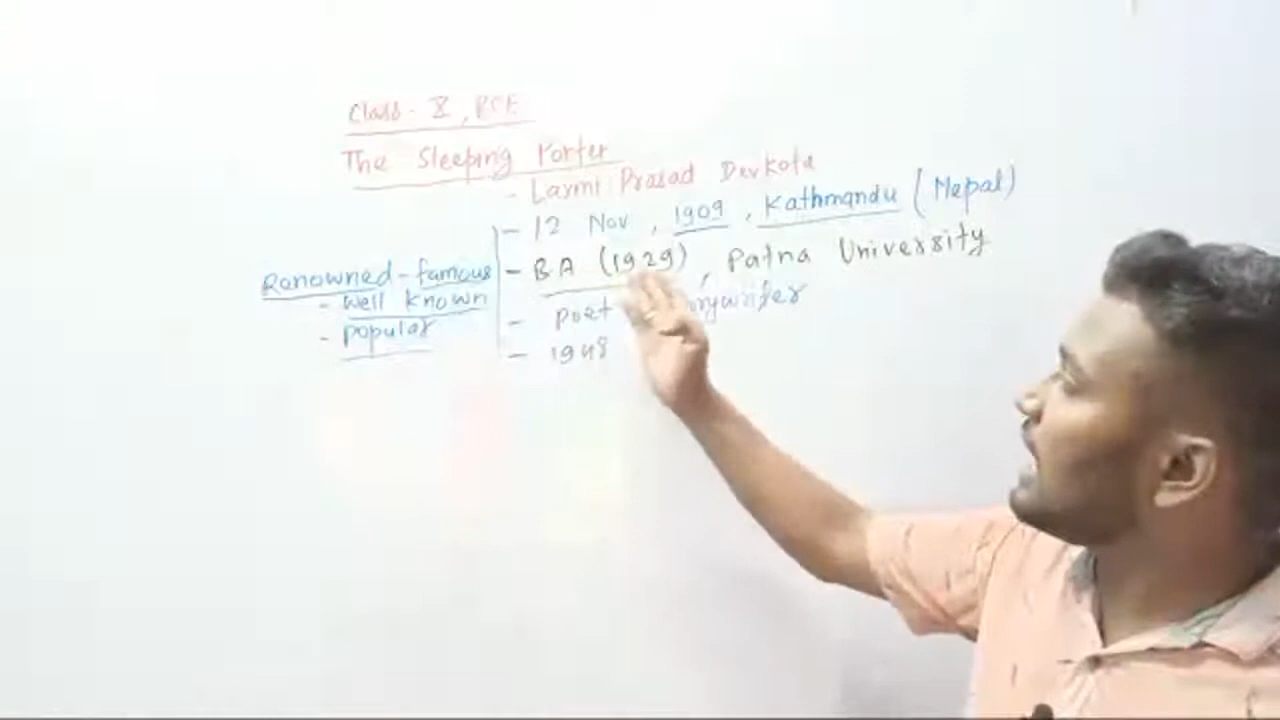 Class - X, BCE
The Sleeping Porter
- Laxmi Prasad Devkota
- 12 Nov, 1909, Kathmandu (Nepal)
Renowned - famous
- well known
- popular
- B.A (1929), Patna University
- poet
- 1948